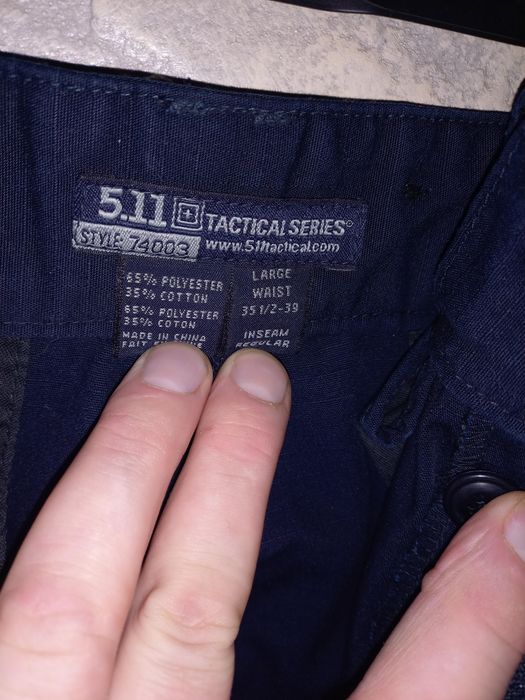 5.11 TACTICAL SERIES®
STYLE 74003 www.511tactical.com
65% POLYESTER
35% COTTON
65% POLYESTER
35% COTON
MADE IN CHINA
FAIT
LARGE
WAIST
35 1/2-39
INSEAM
REGULAR